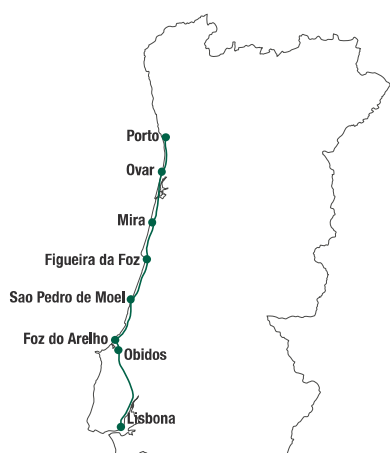 Porto
Ovar
Mira
Figueira da Foz
Sao Pedro de Moel
Foz do Arelho
Obidos
Lisbona